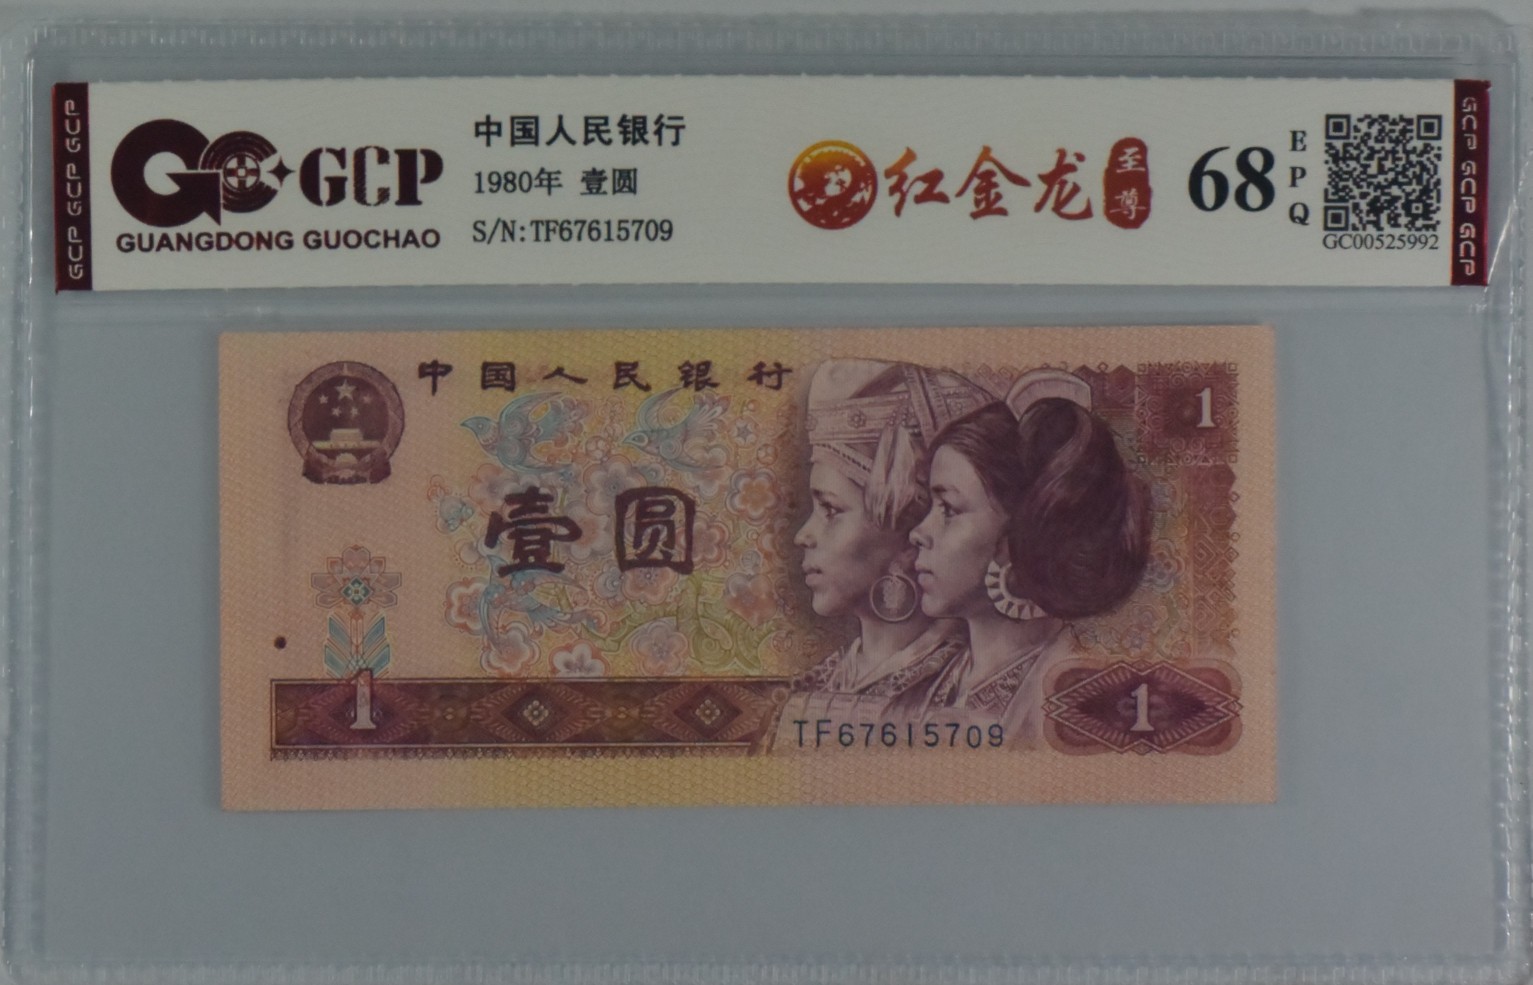 GCP GCP GCP
GCP
GUANGDONG GUOCHAO
中国人民银行
1980年 壹圆
S/N:TF67615709
红金龙
至尊
68
EPQ
GC00525992
GCP GCP GCP
中国人民银行
1
壹圆
1
TF67615709
1